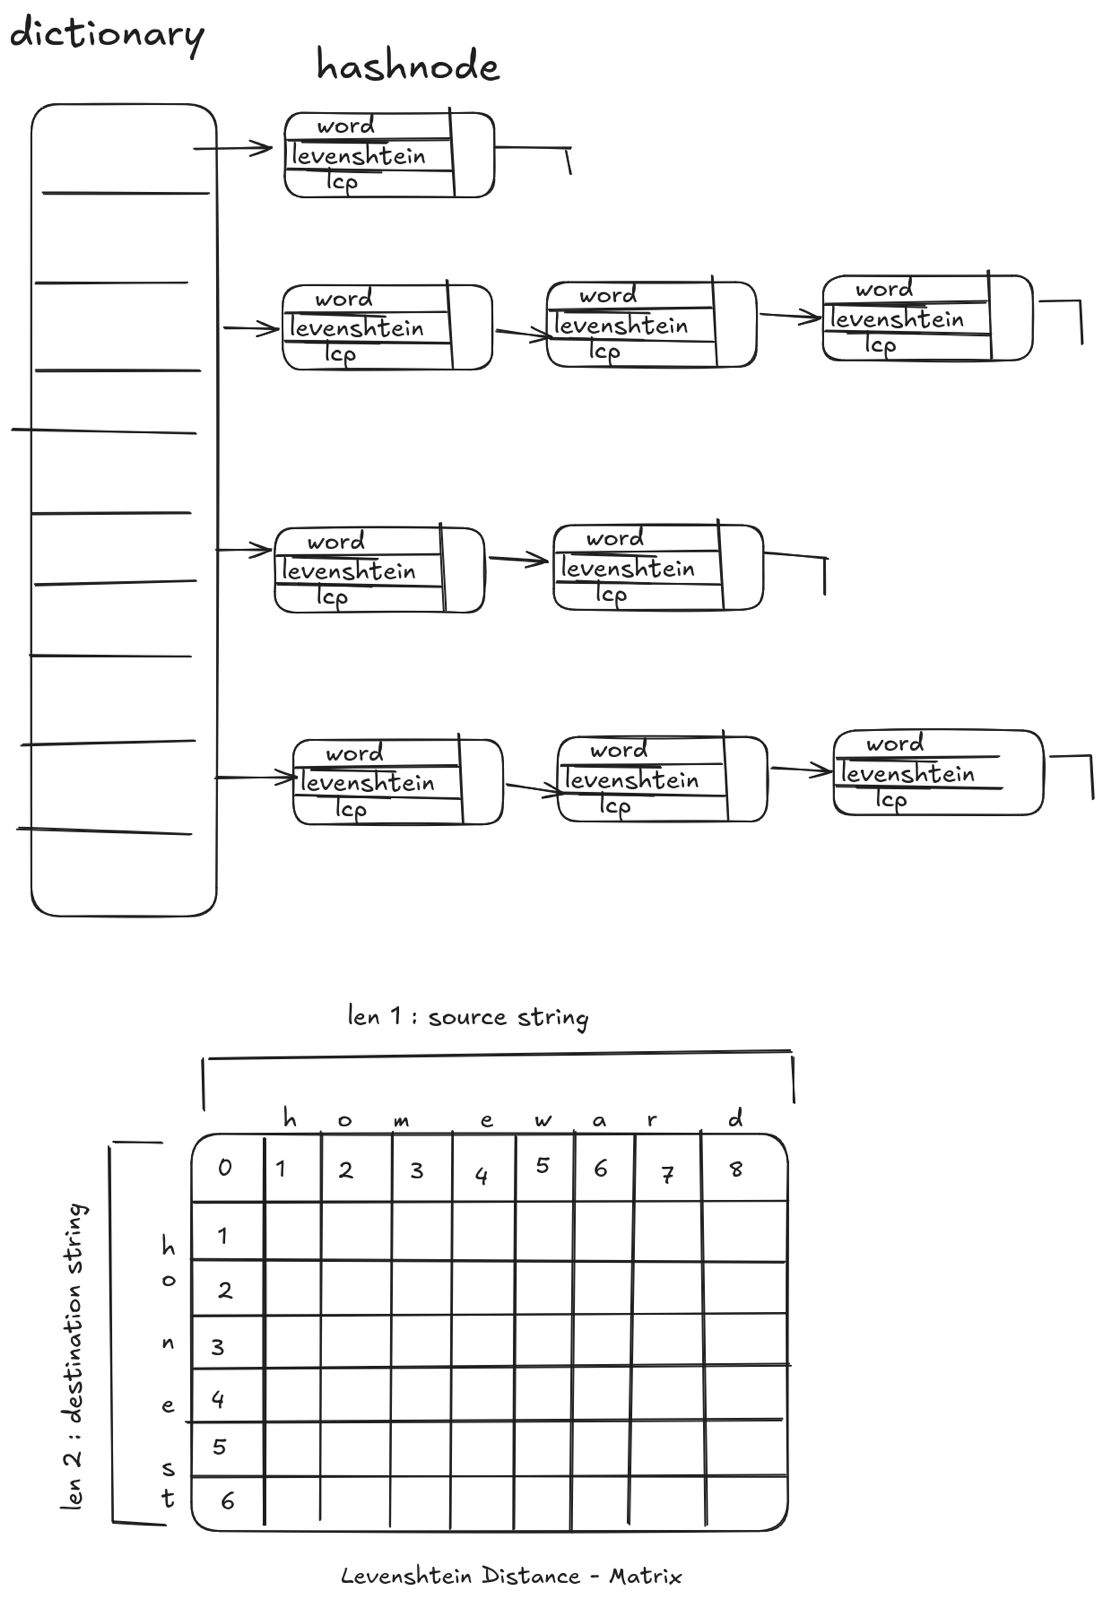 dictionary
hashnode
word
levenshtein
lcp
word
levenshtein
lcp
word
levenshtein
lcp
word
levenshtein
lcp
word
levenshtein
lcp
word
levenshtein
lcp
word
levenshtein
lcp
word
levenshtein
lcp
word
levenshtein
lcp
len 1 : source string
h o m e w a r d
0 1 2 3 4 5 6 7 8
h 1
o 2
n 3
e 4
s 5
t 6
len 2 : destination string
Levenshtein Distance - Matrix